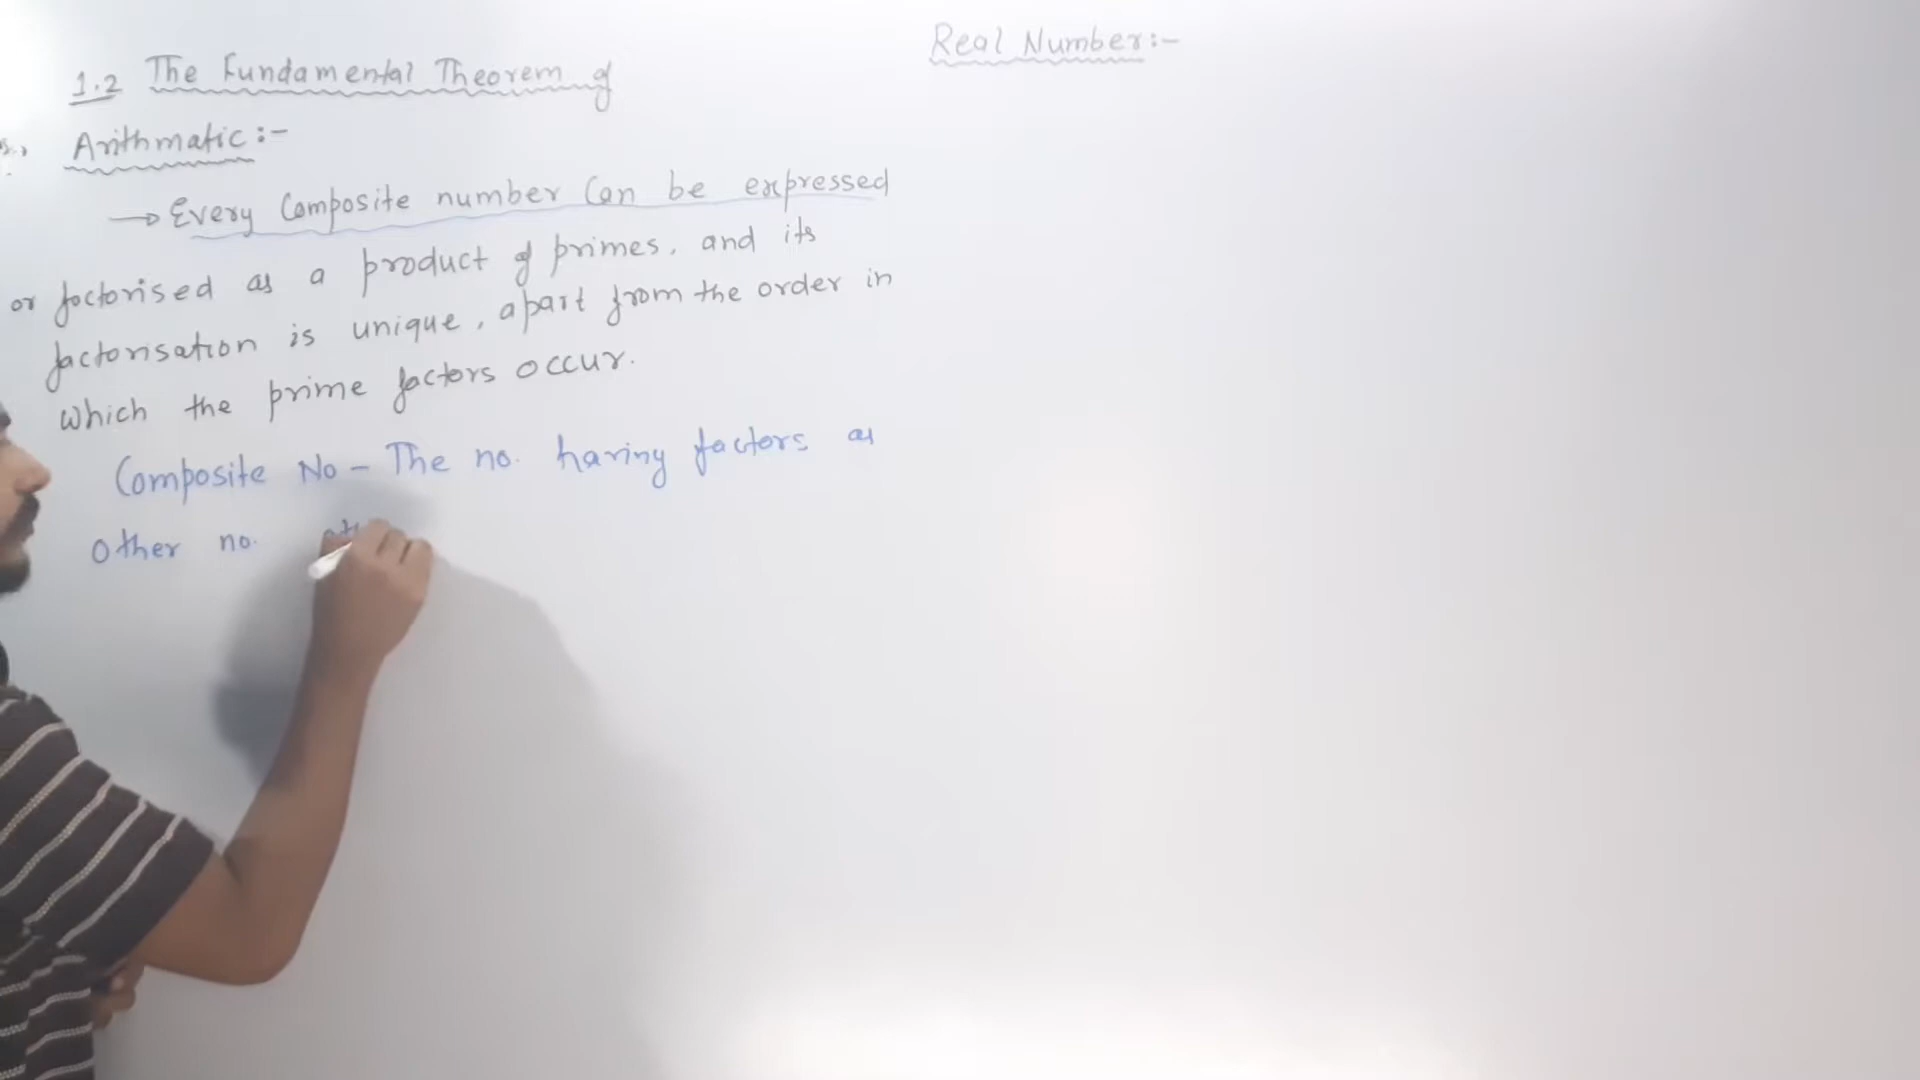 Real Number:-
1.2 The Fundamental Theorem of
Arithmatic:-
→ Every Composite number Can be expressed
or factorised as a product of primes, and its
factorisation is unique, apart from the order in
which the prime factors occur.
Composite No - The no. having factors as
other no.